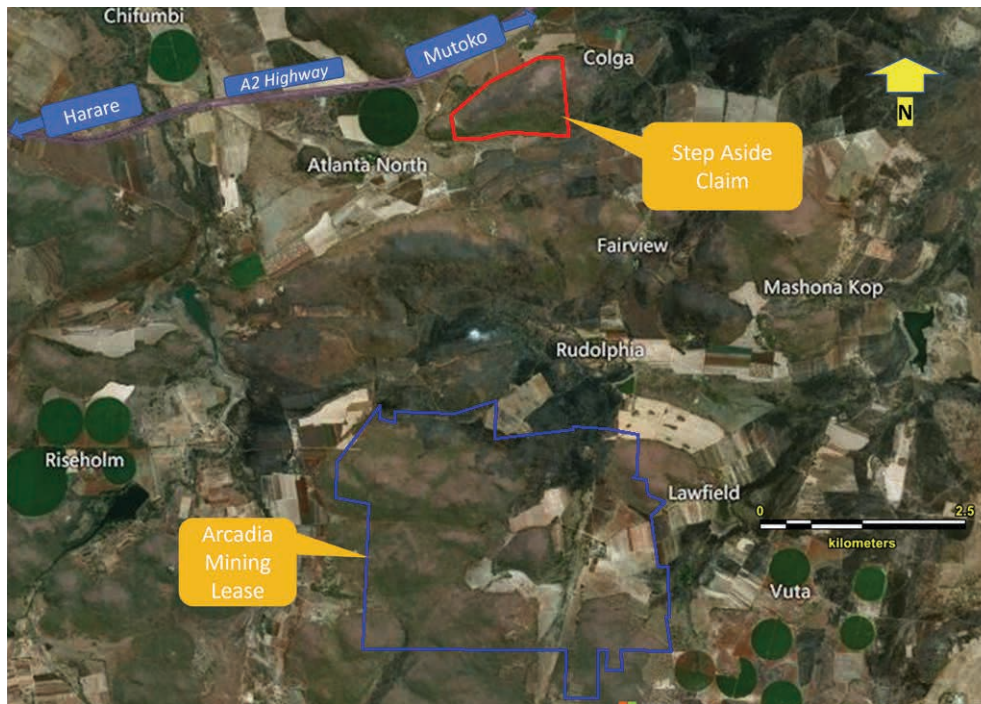 Chifumbi
Mutoko
Colga
A2 Highway
Harare
N
Step Aside
Claim
Atlanta North
Fairview
Mashona Kop
Rudolphia
Riseholm
Lawfield
0 2.5
kilometers
Arcadia
Mining
Lease
Vuta